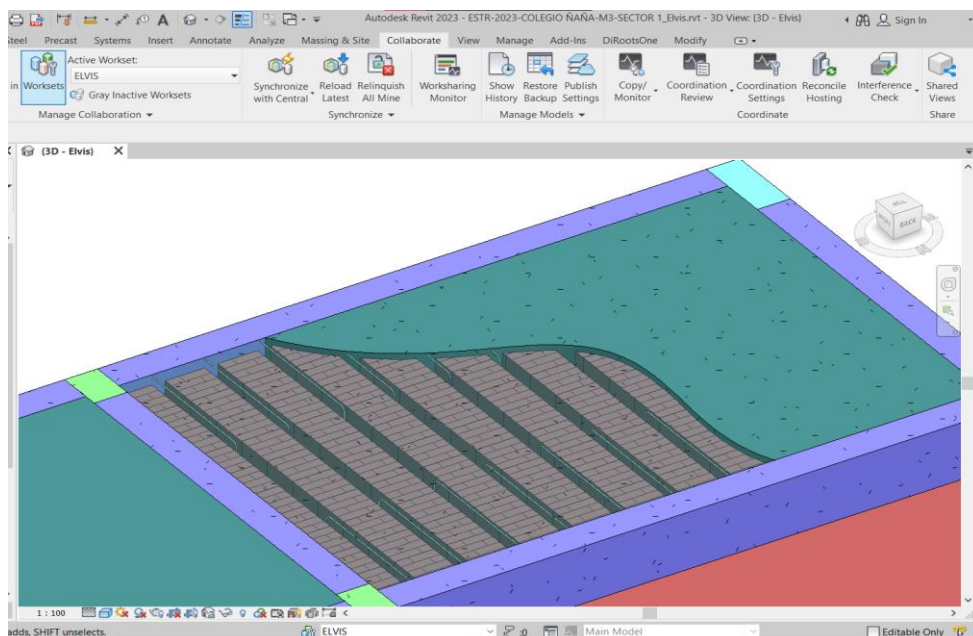 Autodesk Revit 2023 - ESTR-2023-COLEGIO ÑAÑA-M3-SECTOR 1_Elvis.rvt - 3D View: (3D - Elvis)
Sign In
Steel Precast Systems Insert Annotate Analyze Massing & Site Collaborate View Manage Add-Ins DiRootsOne Modify
Active Workset:
ELVIS
Gray Inactive Worksets
in Worksets
Synchronize with Central
Reload Latest
Relinquish All Mine
Worksharing Monitor
Show History
Restore Backup
Publish Settings
Copy/ Monitor
Coordination Review
Coordination Settings
Reconcile Hosting
Interference Check
Shared Views
Manage Collaboration Synchronize Manage Models Coordinate Share
(3D - Elvis)
BACK
1 : 100
adds, SHIFT unselects.
ELVIS
:0
Main Model
Editable Only